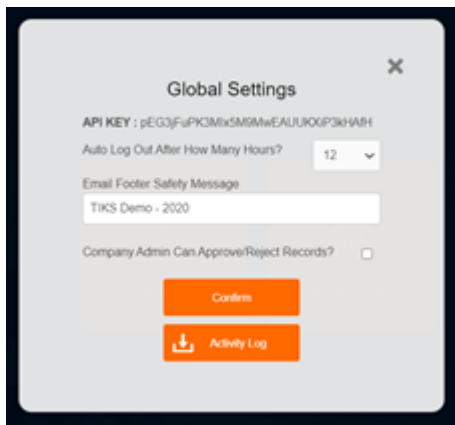 Global Settings
API KEY :
Auto Log Out After How Many Hours? 12
Email Footer Safety Message
TIKS Demo - 2020
Company Admin Can Approve/Reject Records?
Confirm
Activity Log